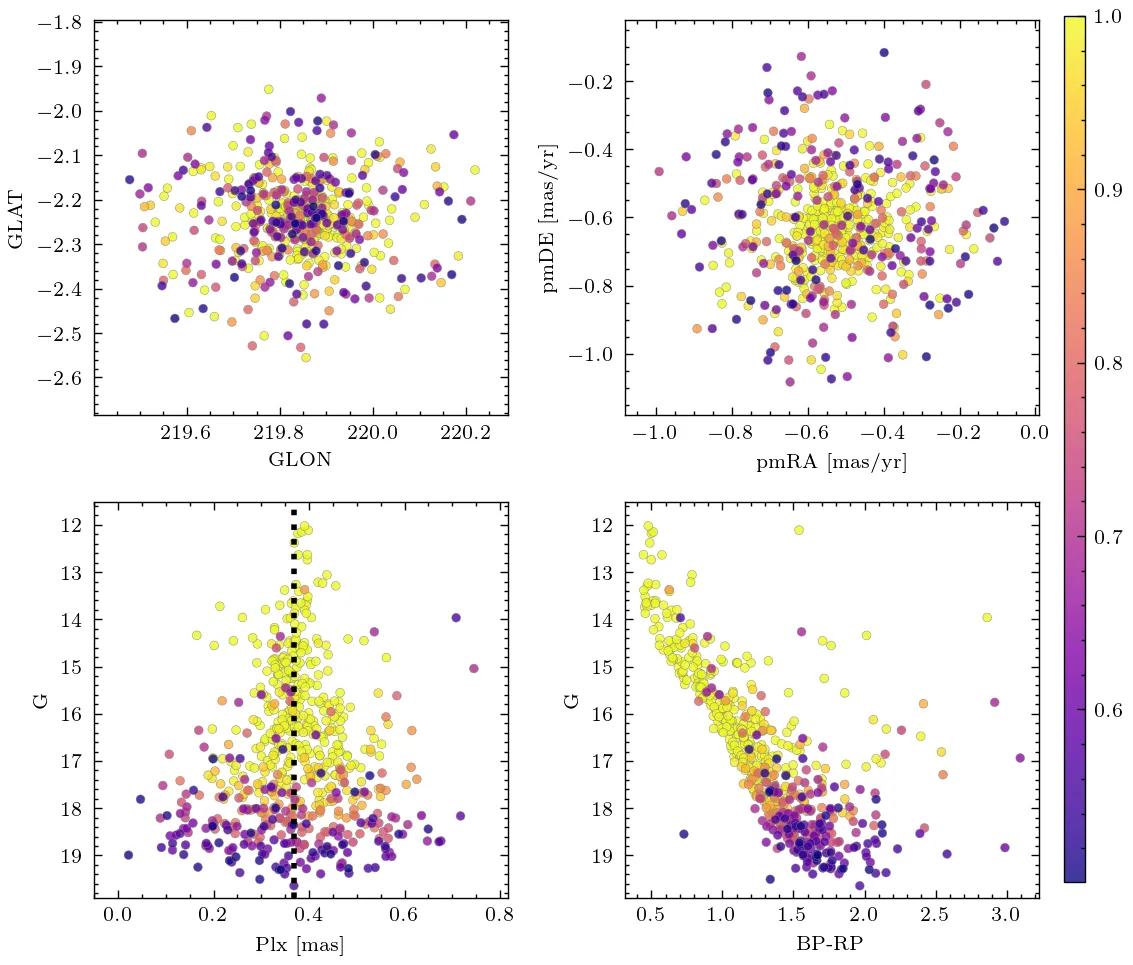 −1.8
−1.9
−2.0
−2.1
−2.2
−2.3
−2.4
−2.5
−2.6
GLAT
219.6 219.8 220.0 220.2
GLON
−0.2
−0.4
−0.6
−0.8
−1.0
pmDE [mas/yr]
−1.0 −0.8 −0.6 −0.4 −0.2 0.0
pmRA [mas/yr]
1.0
0.9
0.8
0.7
0.6
12
13
14
15
16
17
18
19
G
0.0 0.2 0.4 0.6 0.8
Plx [mas]
12
13
14
15
16
17
18
19
G
0.5 1.0 1.5 2.0 2.5 3.0
BP-RP